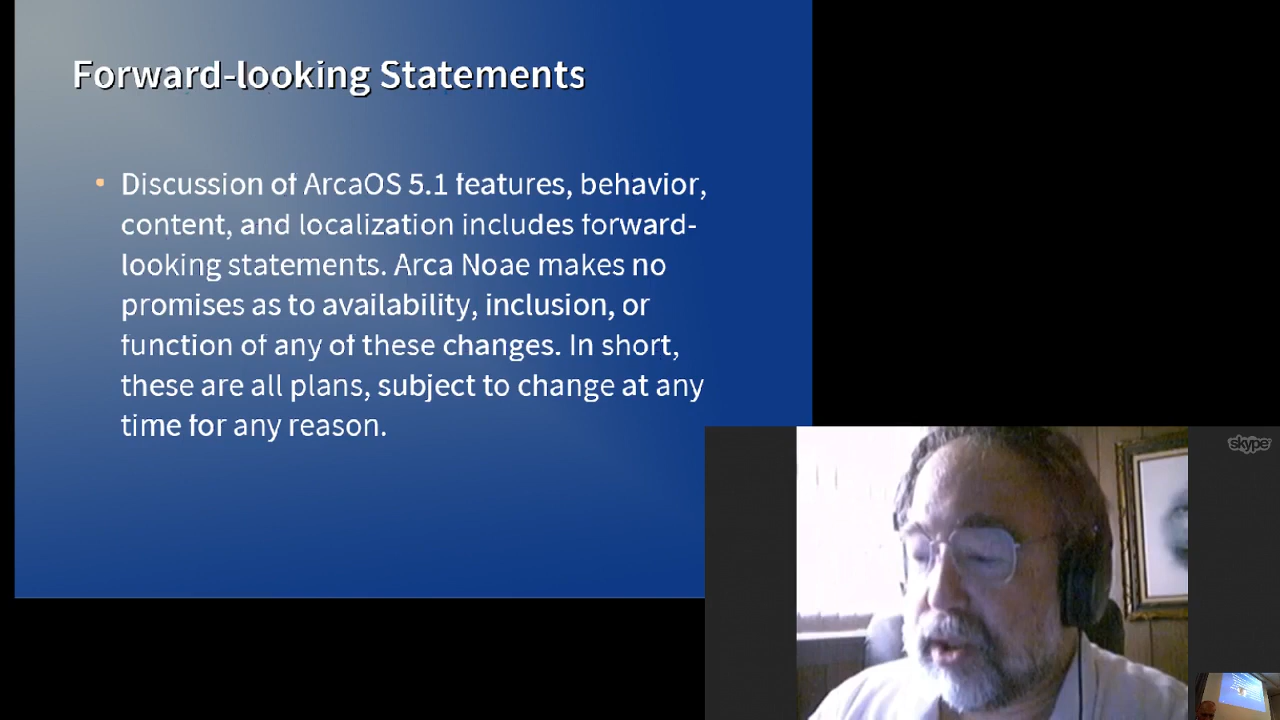 Forward-looking Statements
• Discussion of ArcaOS 5.1 features, behavior,
content, and localization includes forward-
looking statements. Arca Noae makes no
promises as to availability, inclusion, or
function of any of these changes. In short,
these are all plans, subject to change at any
time for any reason.
skype